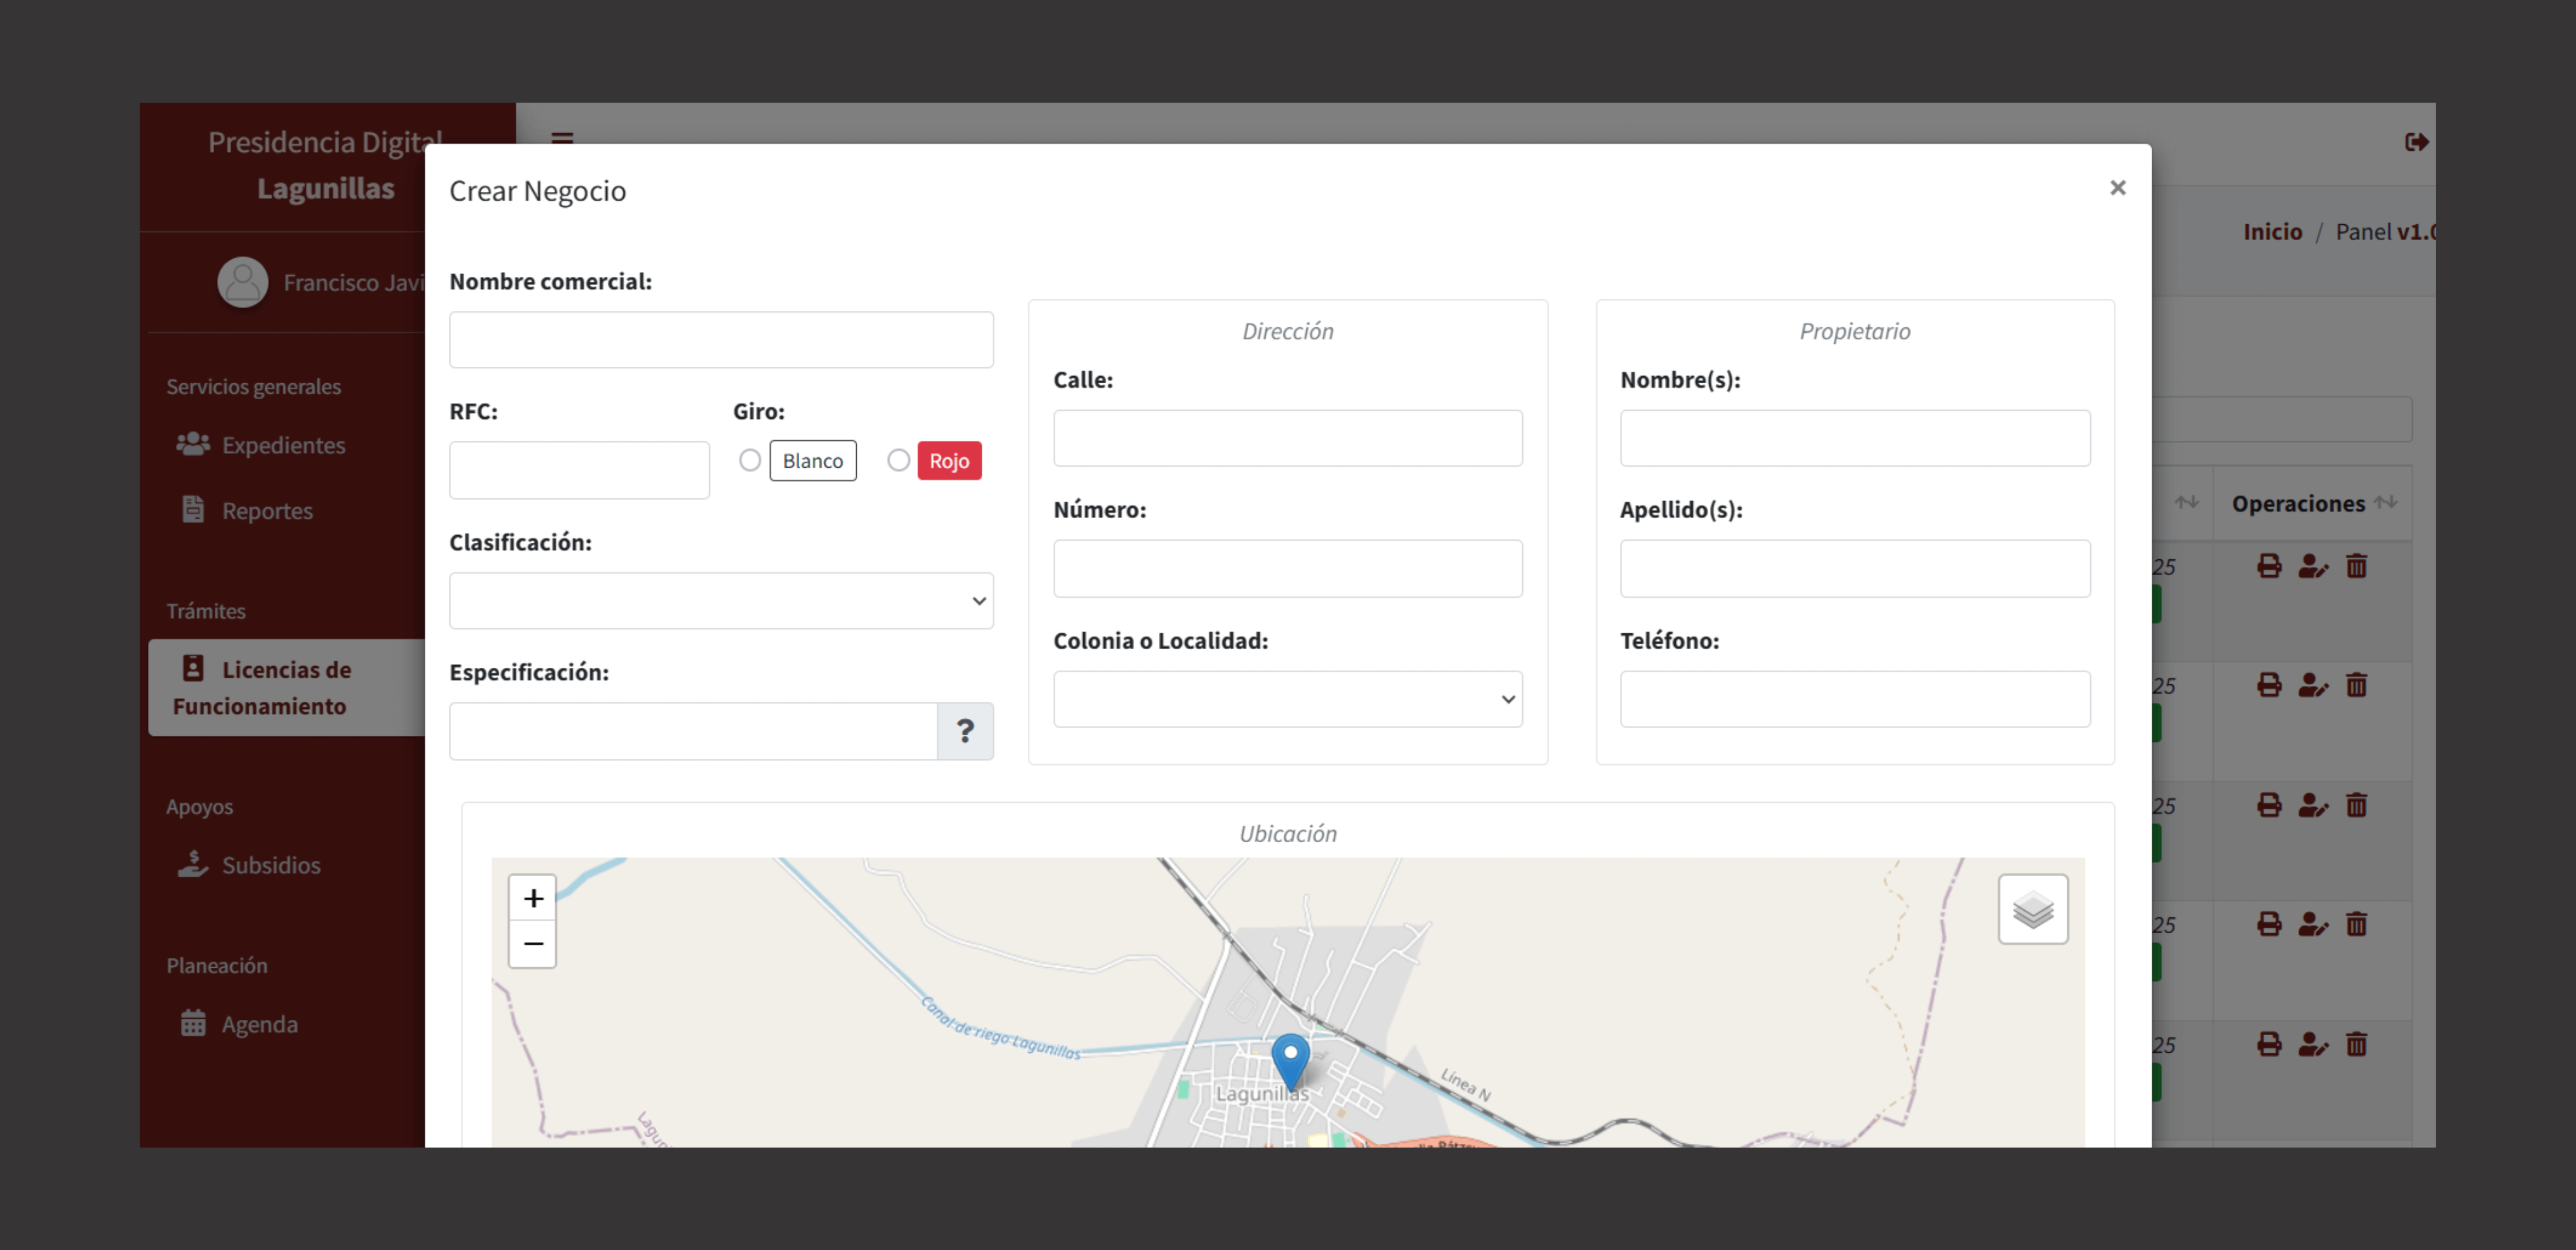 Presidencia Digital
Lagunillas
Francisco Javi
Servicios generales
Expedientes
Reportes
Trámites
Licencias de
Funcionamiento
Apoyos
Subsidios
Planeación
Agenda
Inicio / Panel v1.0
Crear Negocio
×
Nombre comercial:
RFC:
Giro:
Blanco
Rojo
Clasificación:
Especificación:
?
Dirección
Calle:
Número:
Colonia o Localidad:
Propietario
Nombre(s):
Apellido(s):
Teléfono:
Ubicación
+
−
Canal de riego Lagunillas
Lagunillas
Línea N
Operaciones
25
25
25
25
25